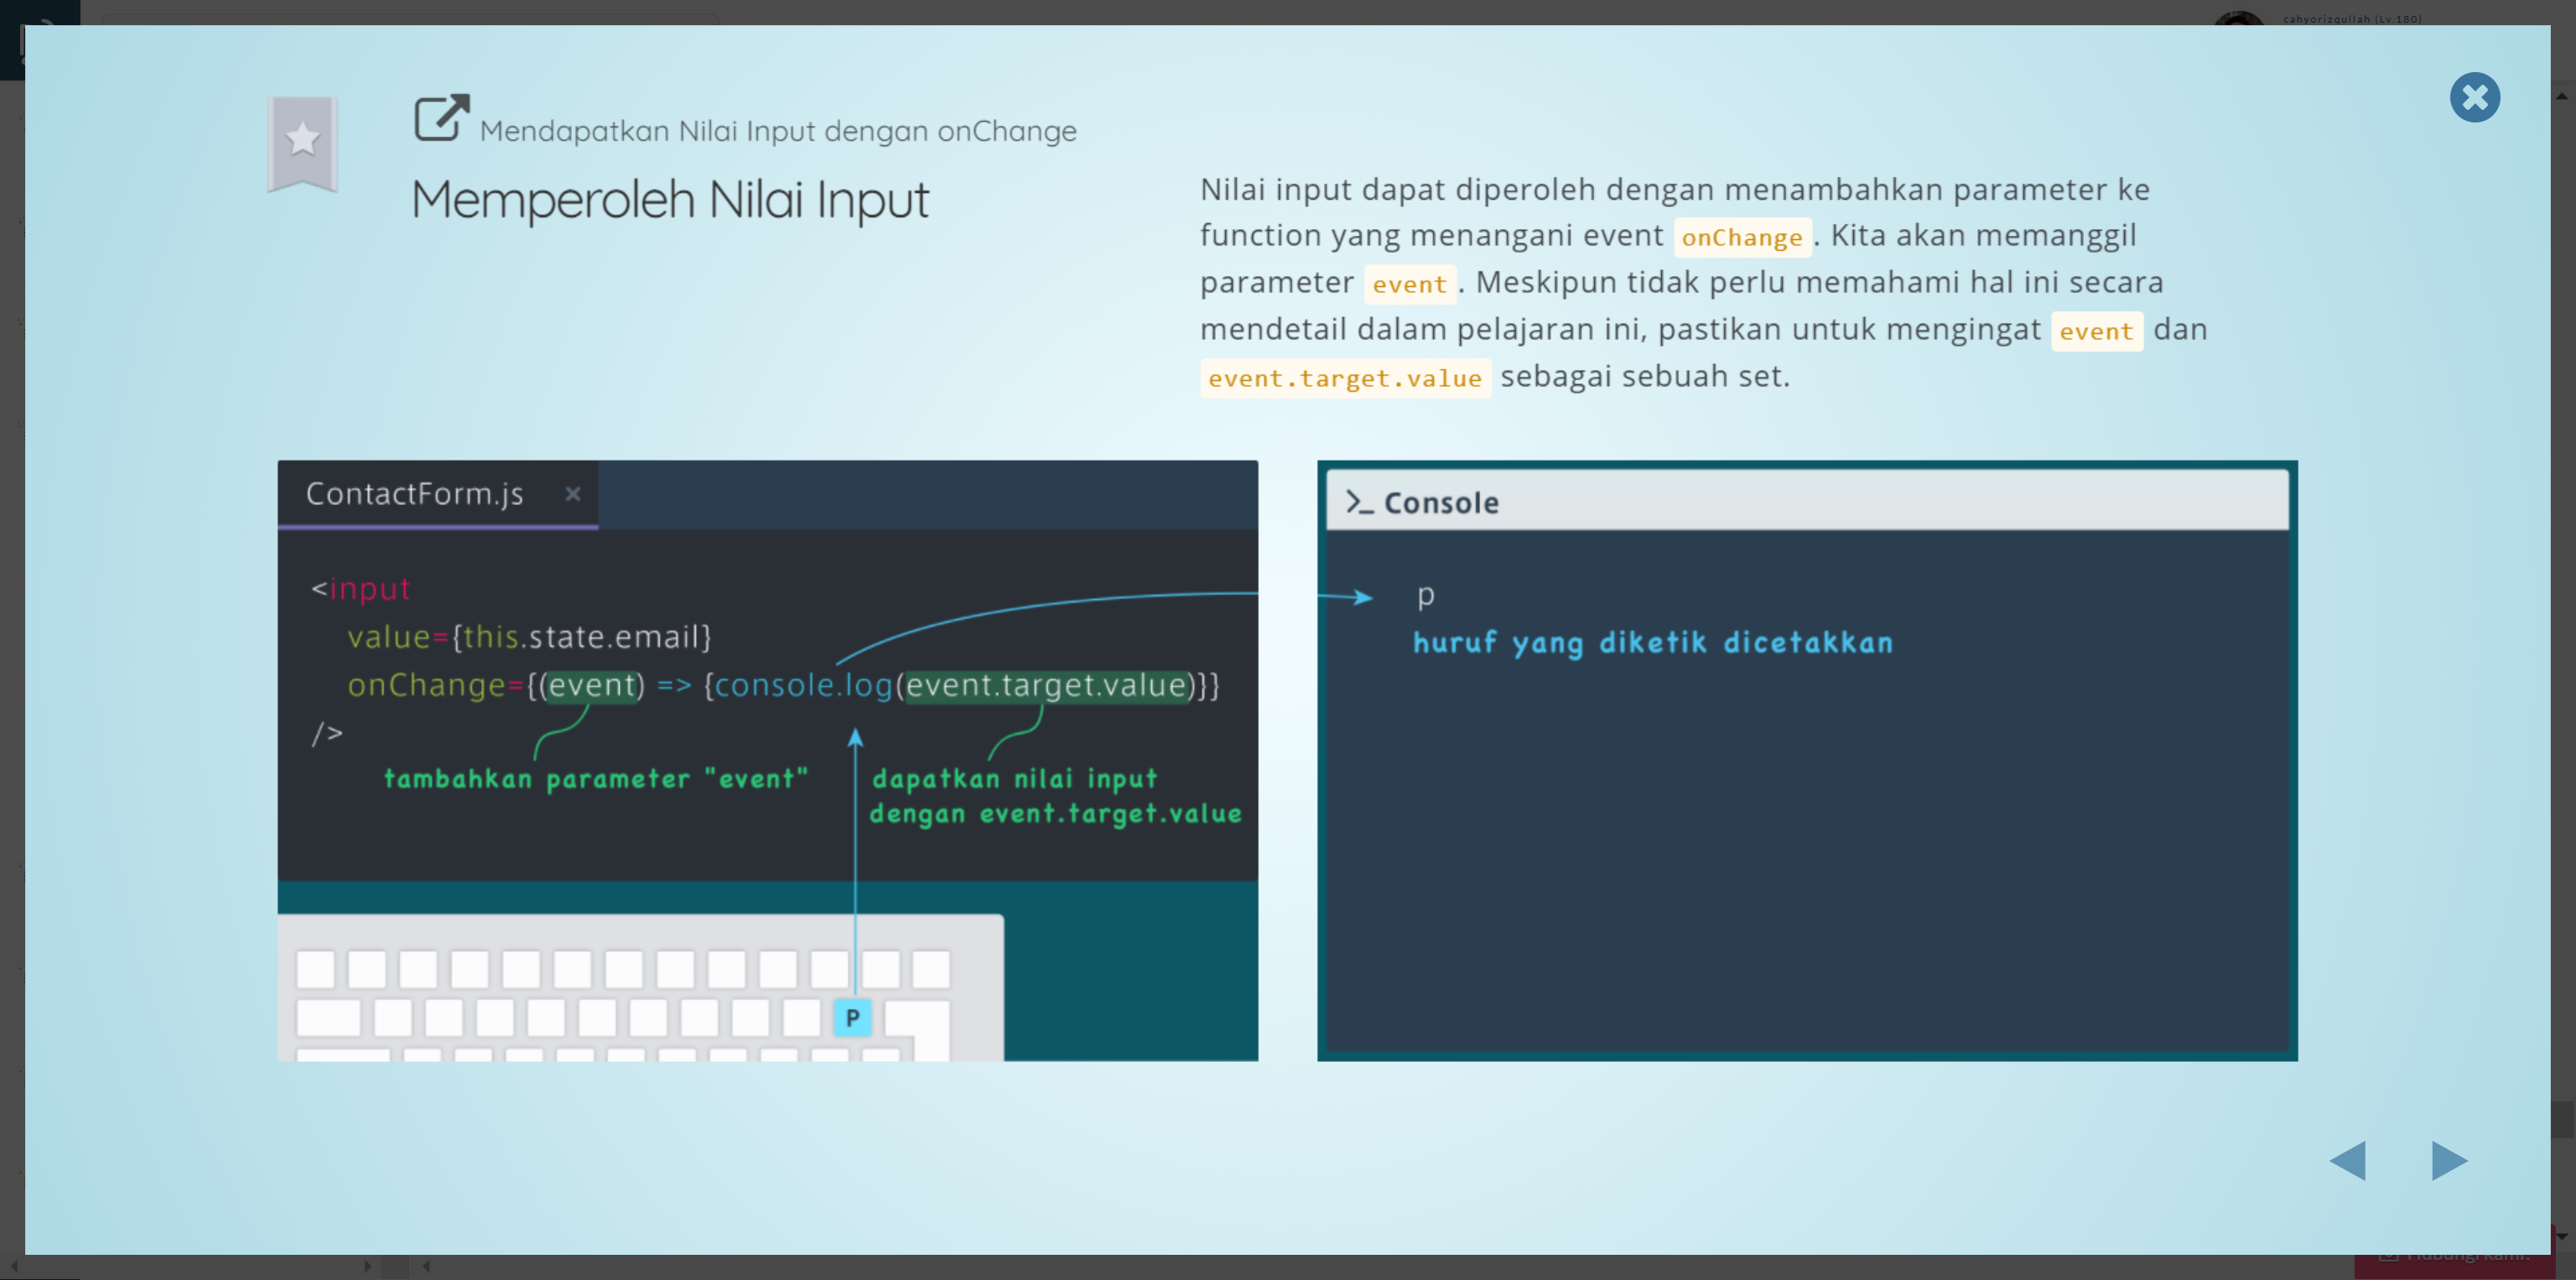 cahyorizqullah (Lv.180)
Mendapatkan Nilai Input dengan onChange
Memperoleh Nilai Input
Nilai input dapat diperoleh dengan menambahkan parameter ke
function yang menangani event onChange. Kita akan memanggil
parameter event. Meskipun tidak perlu memahami hal ini secara
mendetail dalam pelajaran ini, pastikan untuk mengingat event dan
event.target.value sebagai sebuah set.
ContactForm.js ×
<input
value={this.state.email}
onChange={(event) => {console.log(event.target.value)}}
/>
tambahkan parameter "event"
dapatkan nilai input
dengan event.target.value
P
>_ Console
p
huruf yang diketik dicetakkan
Hubungi kami.